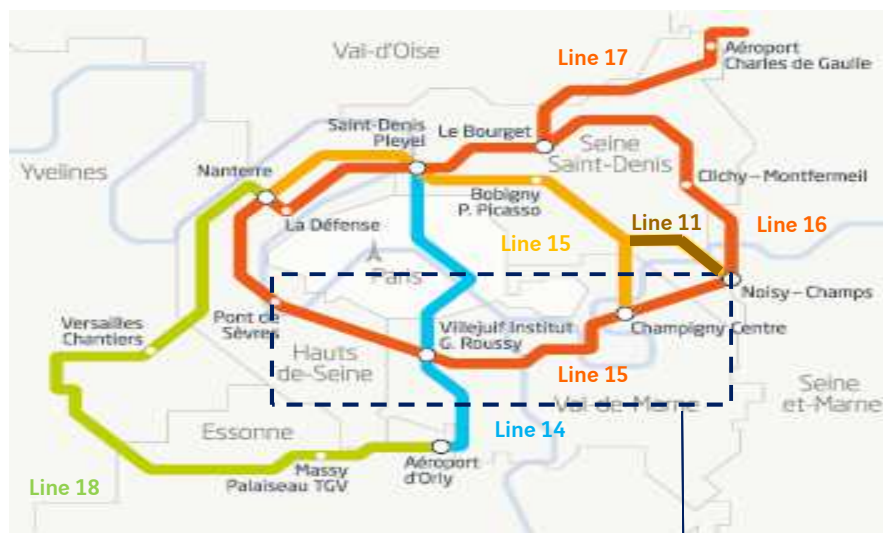 Val-d'Oise
Line 17
Aéroport
Charles de Gaulle
Saint-Denis
Pleyel
Le Bourget
Seine
Saint-Denis
Yvelines
Nanterre
Clichy – Montfermeil
Bobigny
P. Picasso
La Défense
Line 11
Line 16
Line 15
Paris
Noisy – Champs
Versailles
Chantiers
Pont de
Sèvres
Villejuif Institut
G. Roussy
Champigny Centre
Hauts
de-Seine
Line 15
Seine
et-Marne
Val de Marne
Essonne
Line 14
Massy
Palaiseau TGV
Aéroport
d'Orly
Line 18